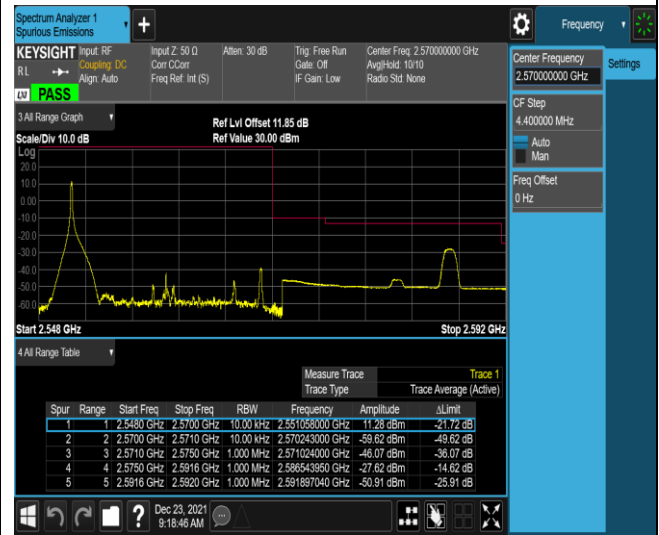 Spectrum Analyzer 1
Spurious Emissions
Frequency
KEYSIGHT Input: RF Input Z: 50 Ω Atten: 30 dB Trig: Free Run Center Freq: 2.570000000 GHz
RL Coupling: DC Corr CCorr Gate: Off Avg|Hold: 10/10
Align: Auto Freq Ref: Int (S) IF Gain: Low Radio Std: None
LXI PASS
Center Frequency
2.570000000 GHz
Settings
CF Step
4.400000 MHz
Auto
Man
Freq Offset
0 Hz
3 All Range Graph
Ref Lvl Offset 11.85 dB
Scale/Div 10.0 dB Ref Value 30.00 dBm
Log
20.0
10.0
0.00
-10.0
-20.0
-30.0
-40.0
-50.0
-60.0
Start 2.548 GHz Stop 2.592 GHz
4 All Range Table
Measure Trace Trace 1
Trace Type Trace Average (Active)
Spur Range Start Freq Stop Freq RBW Frequency Amplitude ΔLimit
1 1 2.5480 GHz 2.5700 GHz 10.00 kHz 2.551058000 GHz 11.28 dBm -21.72 dB
2 2 2.5700 GHz 2.5710 GHz 10.00 kHz 2.570243000 GHz -59.62 dBm -49.62 dB
3 3 2.5710 GHz 2.5750 GHz 1.000 MHz 2.571024000 GHz -46.07 dBm -36.07 dB
4 4 2.5750 GHz 2.5916 GHz 1.000 MHz 2.586543950 GHz -27.62 dBm -14.62 dB
5 5 2.5916 GHz 2.5920 GHz 1.000 MHz 2.591897040 GHz -50.91 dBm -25.91 dB
Dec 23, 2021
9:18:46 AM